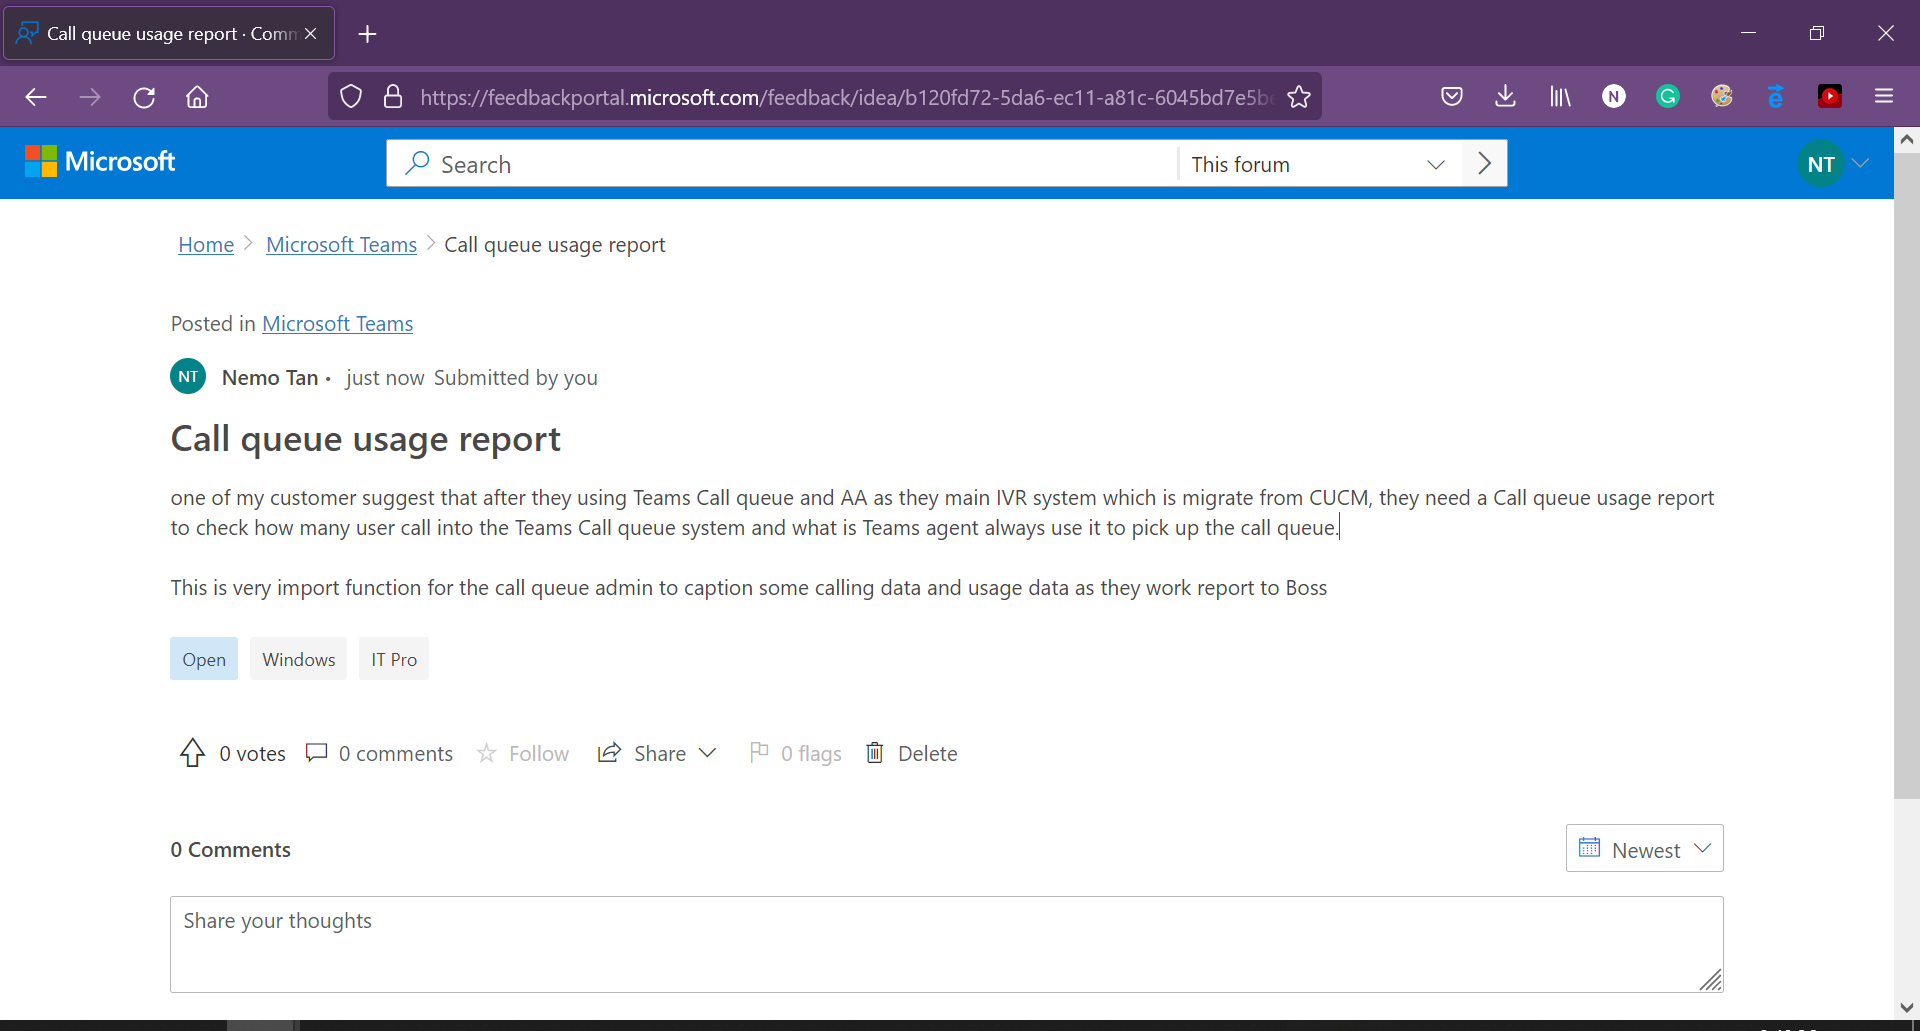 Call queue usage report · Comm
https://feedbackportal.microsoft.com/feedback/idea/b120fd72-5da6-ec11-a81c-6045bd7e5be
N
G
Microsoft
Search
This forum
NT
Home
Microsoft Teams
Call queue usage report
Posted in Microsoft Teams
NT
Nemo Tan · just now Submitted by you
Call queue usage report
one of my customer suggest that after they using Teams Call queue and AA as they main IVR system which is migrate from CUCM, they need a Call queue usage report
to check how many user call into the Teams Call queue system and what is Teams agent always use it to pick up the call queue.
This is very import function for the call queue admin to caption some calling data and usage data as they work report to Boss
Open
Windows
IT Pro
0 votes
0 comments
Follow
Share
0 flags
Delete
0 Comments
Newest
Share your thoughts